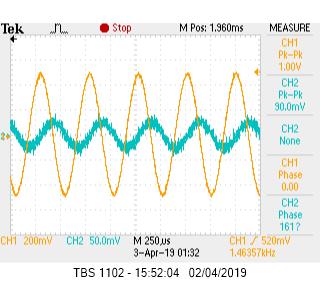 Tek Stop M Pos: 1.960ms MEASURE
CH1
Pk-Pk
1.00V
CH2
Pk-Pk
90.0mV
CH2
None
CH1
Phase
0.00
CH2
Phase
161?
2
CH1 200mV CH2 50.0mV M 250µs CH1 / 520mV
3-Apr-19 01:32 1.46357kHz
TBS 1102 - 15:52:04 02/04/2019